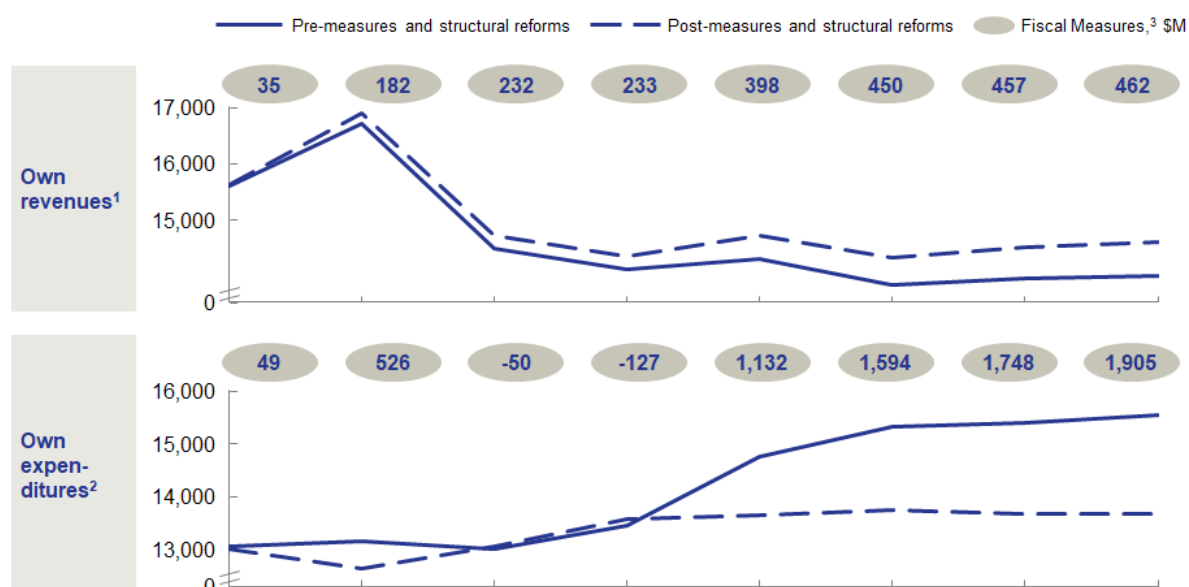 Pre-measures and structural reforms Post-measures and structural reforms Fiscal Measures,³ $M
35 182 232 233 398 450 457 462
17,000
16,000
Own
revenues¹
15,000
0
49 526 -50 -127 1,132 1,594 1,748 1,905
16,000
15,000
Own
expen-
ditures²
14,000
13,000
0